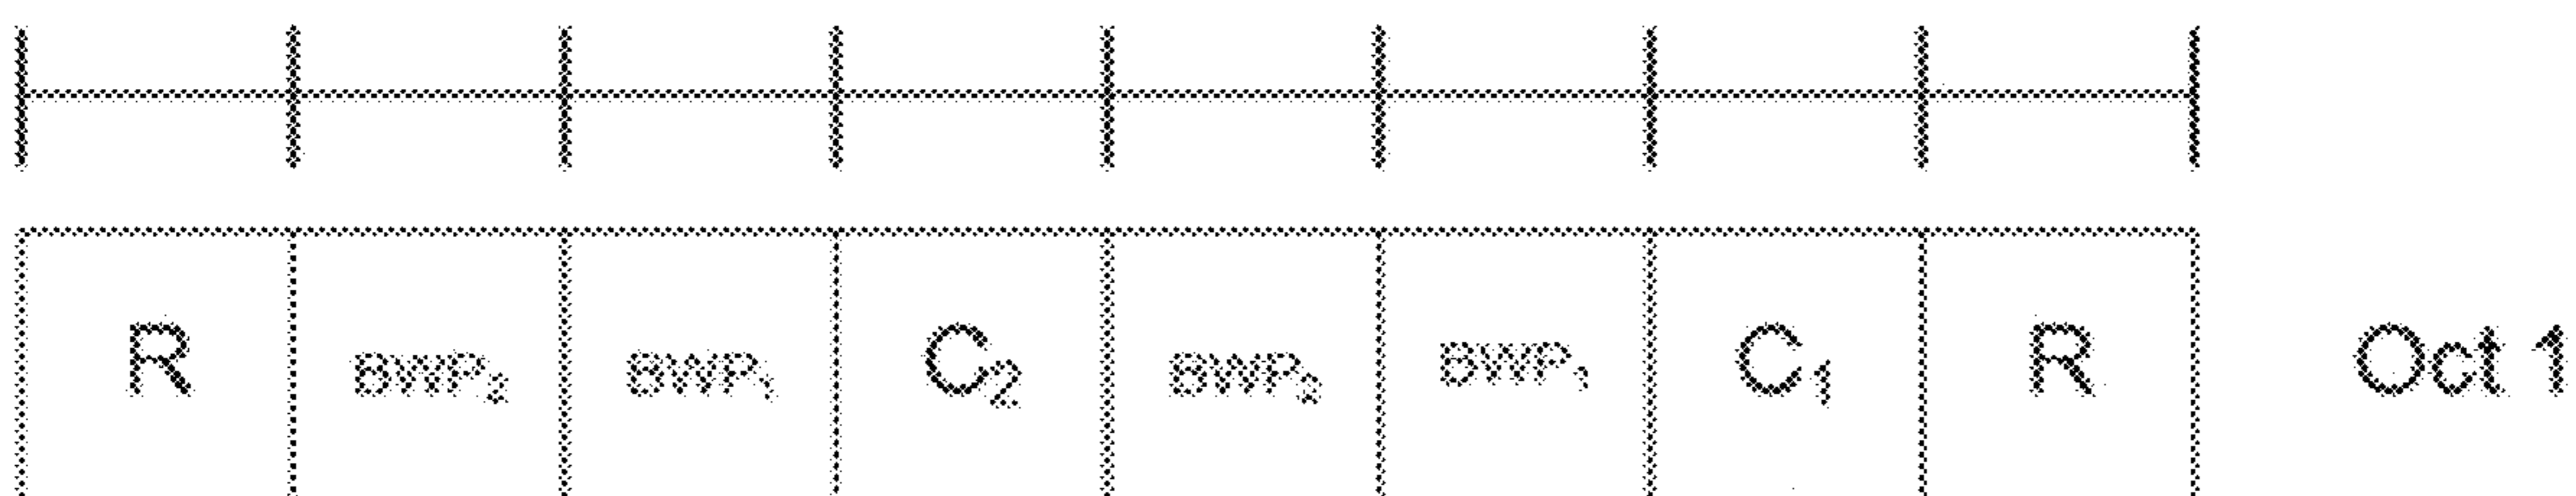 R BWP₂ BWP₁ C₂ BWP₂ BWP₁ C₁ R Oct 1